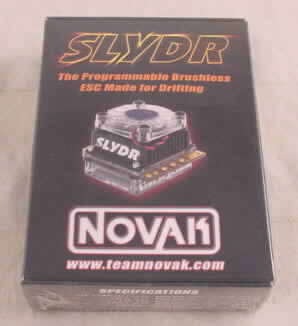 SLYDR
The Programmable Brushless
ESC Made for Drifting
SLYDR
NOVAK
www.teamnovak.com
SPECIFICATIONS